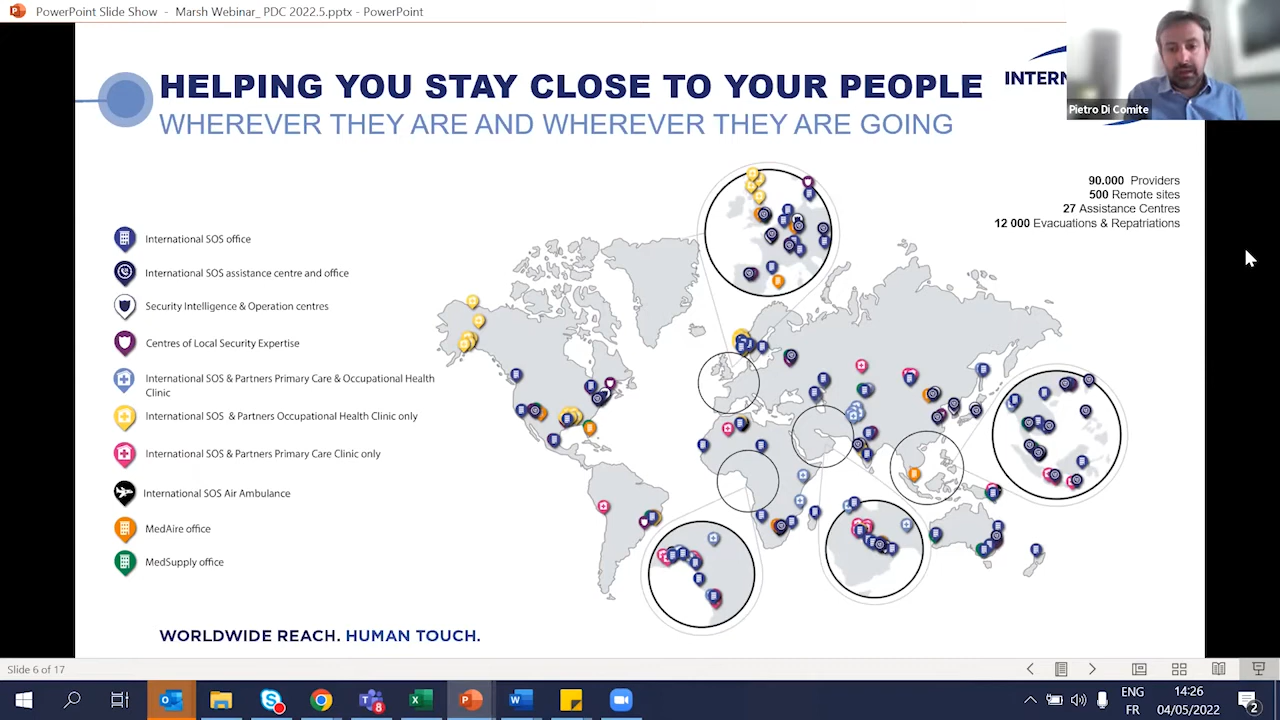 PowerPoint Slide Show - Marsh Webinar_ PDC 2022.5.pptx - PowerPoint
HELPING YOU STAY CLOSE TO YOUR PEOPLE
WHEREVER THEY ARE AND WHEREVER THEY ARE GOING
INTERN
Pietro Di Comite
90.000 Providers
500 Remote sites
27 Assistance Centres
12 000 Evacuations & Repatriations
International SOS office
International SOS assistance centre and office
Security Intelligence & Operation centres
Centres of Local Security Expertise
International SOS & Partners Primary Care & Occupational Health
Clinic
International SOS & Partners Occupational Health Clinic only
International SOS & Partners Primary Care Clinic only
International SOS Air Ambulance
MedAire office
MedSupply office
WORLDWIDE REACH. HUMAN TOUCH.
Slide 6 of 17
ENG
FR
14:26
04/05/2022
8
2